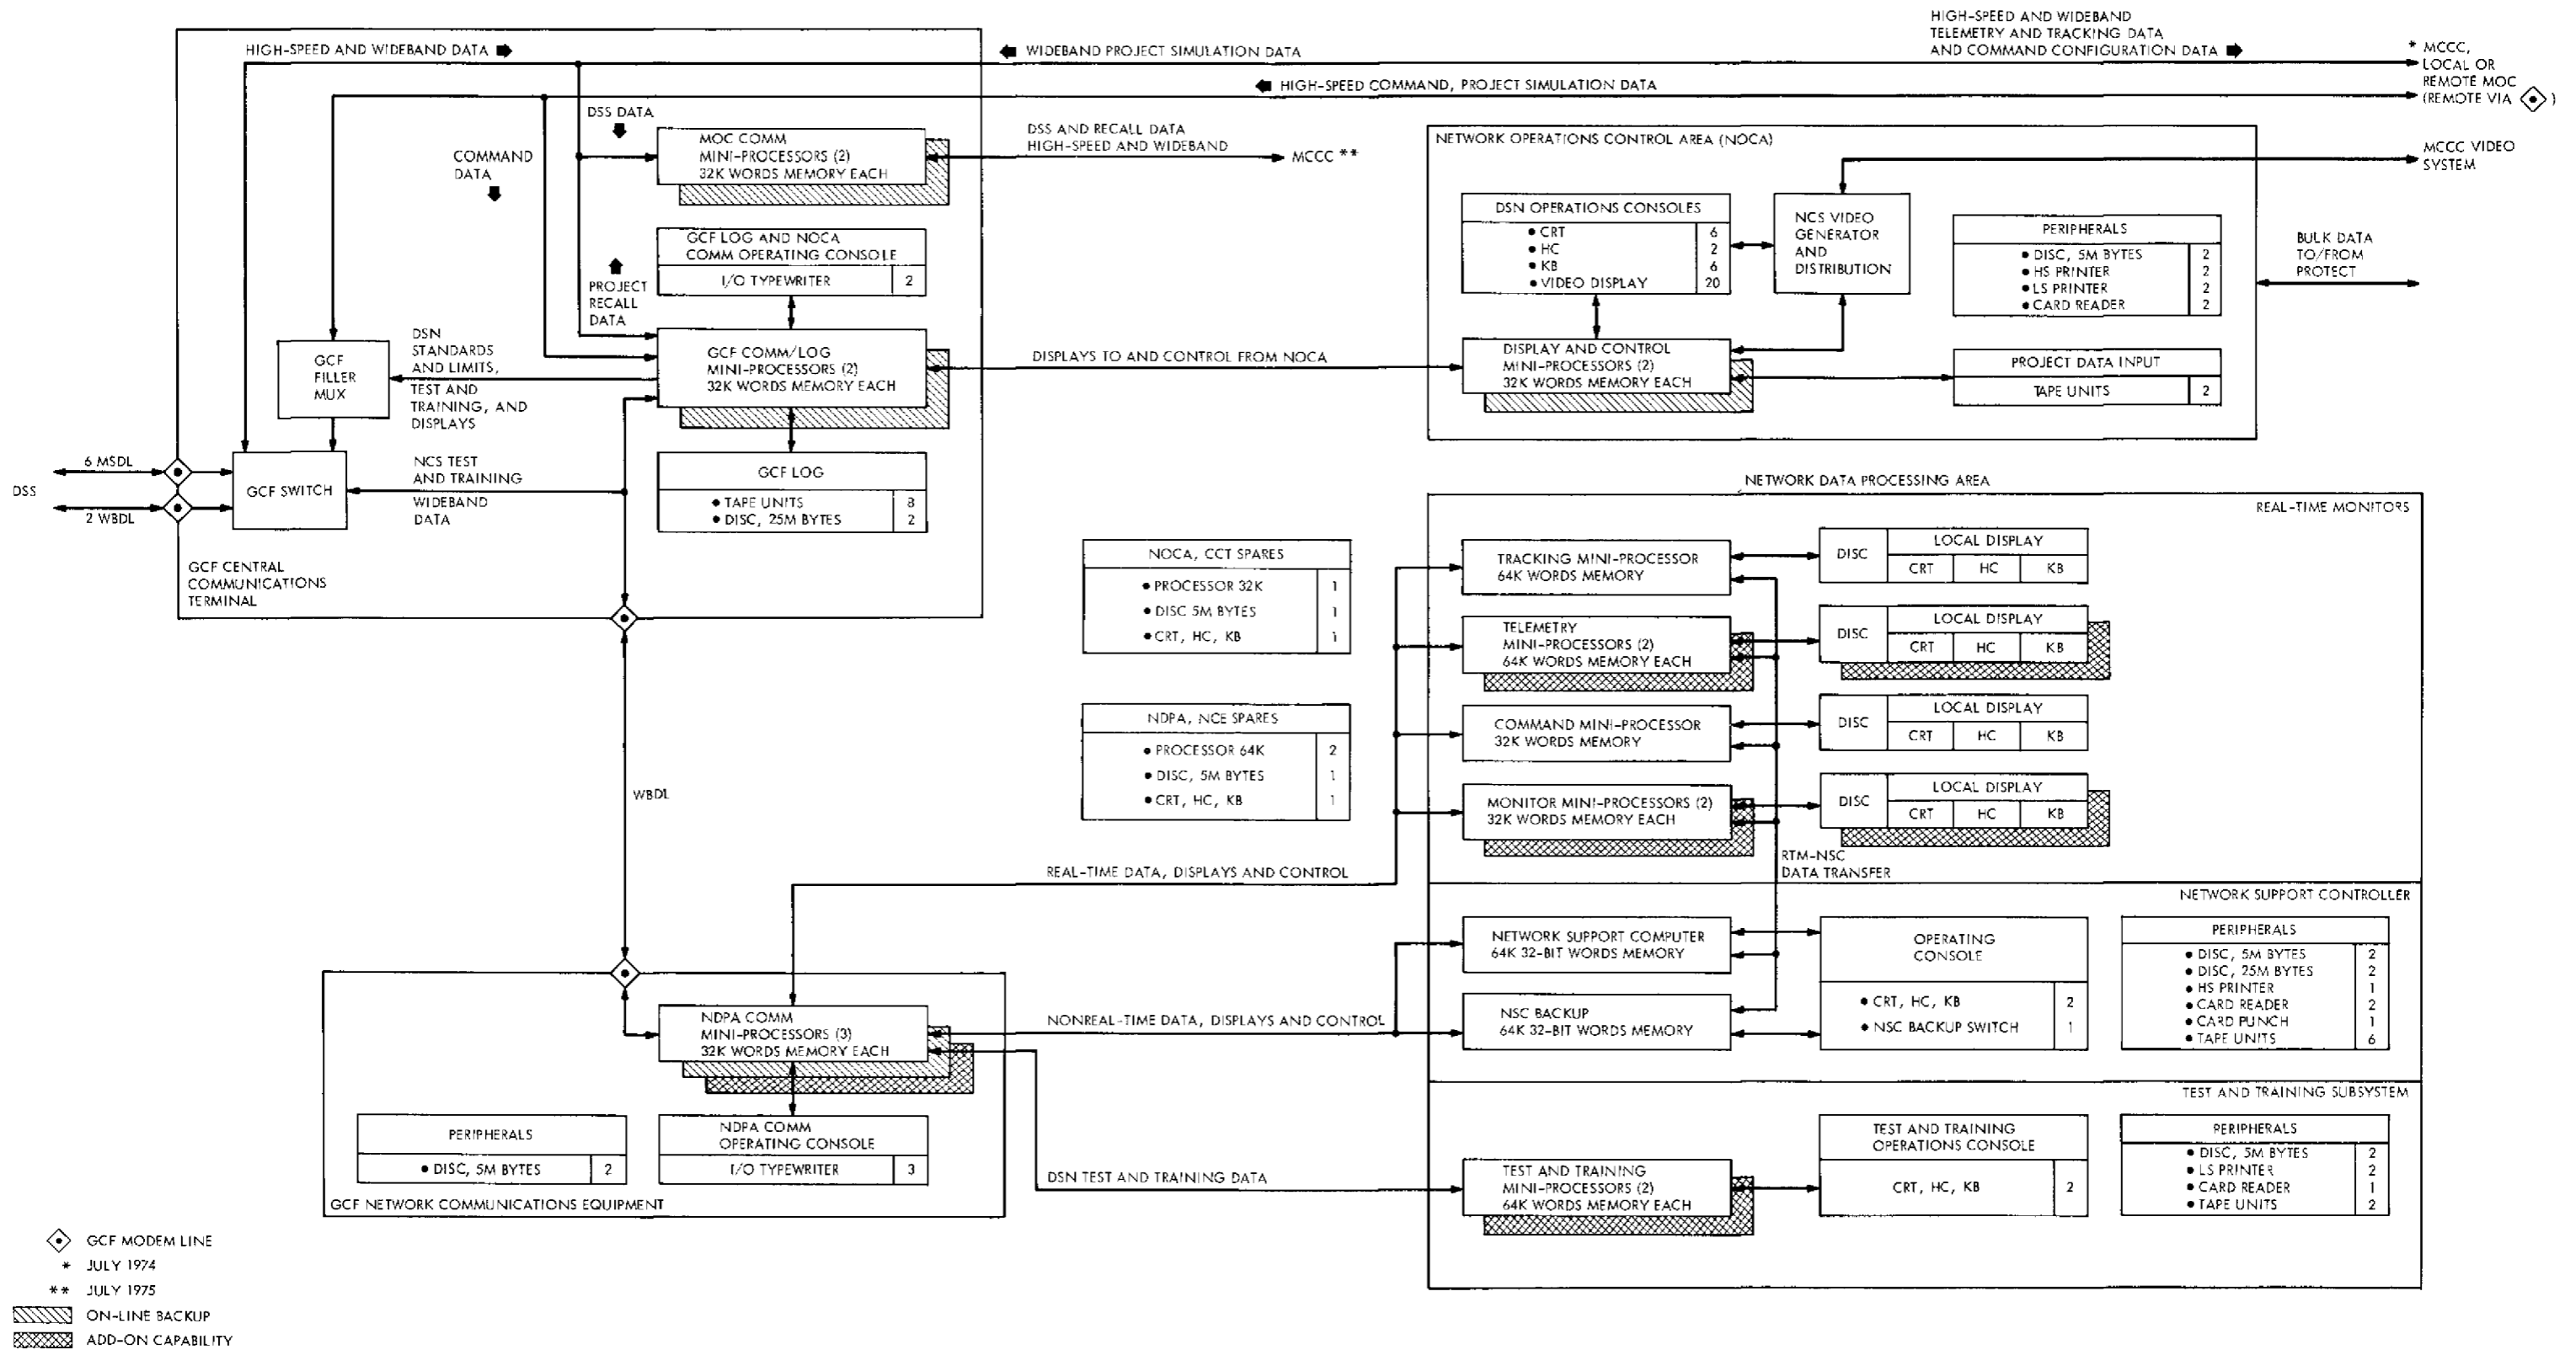 HIGH-SPEED AND WIDEBAND DATA
WIDEBAND PROJECT SIMULATION DATA
HIGH-SPEED AND WIDEBAND
TELEMETRY AND TRACKING DATA
AND COMMAND CONFIGURATION DATA
* MCCC,
LOCAL OR
REMOTE MOC
(REMOTE VIA )
HIGH-SPEED COMMAND, PROJECT SIMULATION DATA
DSS DATA
COMMAND
DATA
MOC COMM
MINI-PROCESSORS (2)
32K WORDS MEMORY EACH
DSS AND RECALL DATA
HIGH-SPEED AND WIDEBAND
MCCC **
GCF LOG AND NOCA
COMM OPERATING CONSOLE
I/O TYPEWRITER 2
PROJECT
RECALL
DATA
GCF
FILLER
MUX
DSN
STANDARDS
AND LIMITS,
TEST AND
TRAINING, AND
DISPLAYS
GCF COMM/LOG
MINI-PROCESSORS (2)
32K WORDS MEMORY EACH
DISPLAYS TO AND CONTROL FROM NOCA
DSS
6 MSDL
2 WBDL
GCF SWITCH
NCS TEST
AND TRAINING
WIDEBAND
DATA
GCF LOG
• TAPE UNITS 8
• DISC, 25M BYTES 2
GCF CENTRAL
COMMUNICATIONS
TERMINAL
NETWORK OPERATIONS CONTROL AREA (NOCA)
MCCC VIDEO
SYSTEM
DSN OPERATIONS CONSOLES
• CRT 6
• HC 2
• KB 6
• VIDEO DISPLAY 20
NCS VIDEO
GENERATOR
AND
DISTRIBUTION
PERIPHERALS
• DISC, 5M BYTES 2
• HS PRINTER 2
• LS PRINTER 2
• CARD READER 2
BULK DATA
TO/FROM
PROTECT
DISPLAY AND CONTROL
MINI-PROCESSORS (2)
32K WORDS MEMORY EACH
PROJECT DATA INPUT
TAPE UNITS 2
NETWORK DATA PROCESSING AREA
REAL-TIME MONITORS
NOCA, CCT SPARES
• PROCESSOR 32K 1
• DISC 5M BYTES 1
• CRT, HC, KB 1
NDPA, NCE SPARES
• PROCESSOR 64K 2
• DISC, 5M BYTES 1
• CRT, HC, KB 1
TRACKING MINI-PROCESSOR
64K WORDS MEMORY
DISC
LOCAL DISPLAY
CRT HC KB
TELEMETRY
MINI-PROCESSORS (2)
64K WORDS MEMORY EACH
DISC
LOCAL DISPLAY
CRT HC KB
COMMAND MINI-PROCESSOR
32K WORDS MEMORY
DISC
LOCAL DISPLAY
CRT HC KB
MONITOR MINI-PROCESSORS (2)
32K WORDS MEMORY EACH
DISC
LOCAL DISPLAY
CRT HC KB
RTM-NSC
DATA TRANSFER
WBDL
REAL-TIME DATA, DISPLAYS AND CONTROL
NETWORK SUPPORT CONTROLLER
NETWORK SUPPORT COMPUTER
64K 32-BIT WORDS MEMORY
NSC BACKUP
64K 32-BIT WORDS MEMORY
OPERATING
CONSOLE
• CRT, HC, KB 2
• NSC BACKUP SWITCH 1
PERIPHERALS
• DISC, 5M BYTES 2
• DISC, 25M BYTES 2
• HS PRINTER 1
• CARD READER 2
• CARD PUNCH 1
• TAPE UNITS 6
NDPA COMM
MINI-PROCESSORS (3)
32K WORDS MEMORY EACH
NONREAL-TIME DATA, DISPLAYS AND CONTROL
PERIPHERALS
• DISC, 5M BYTES 2
NDPA COMM
OPERATING CONSOLE
I/O TYPEWRITER 3
GCF NETWORK COMMUNICATIONS EQUIPMENT
DSN TEST AND TRAINING DATA
TEST AND TRAINING SUBSYSTEM
TEST AND TRAINING
MINI-PROCESSORS (2)
64K WORDS MEMORY EACH
TEST AND TRAINING
OPERATIONS CONSOLE
CRT, HC, KB 2
PERIPHERALS
• DISC, 5M BYTES 2
• LS PRINTER 2
• CARD READER 1
• TAPE UNITS 2
GCF MODEM LINE
* JULY 1974
** JULY 1975
ON-LINE BACKUP
ADD-ON CAPABILITY